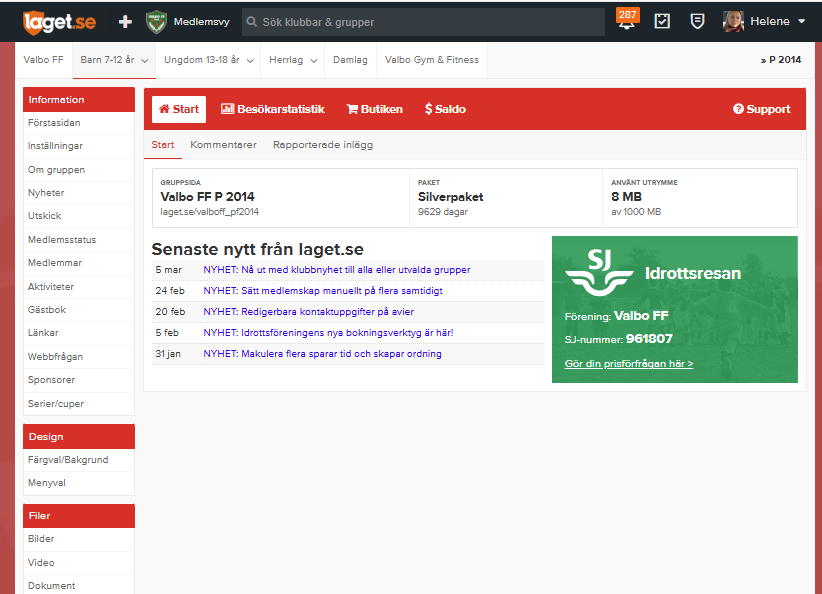 laget.se
VALBO FF
Medlemsvy
Sök klubbar & grupper
287
Helene
Valbo FF
Barn 7-12 år
Ungdom 13-18 år
Herrlag
Damlag
Valbo Gym & Fitness
» P 2014
Information
Förstasidan
Inställningar
Om gruppen
Nyheter
Utskick
Medlemsstatus
Medlemmar
Aktiviteter
Gästbok
Länkar
Webbfrågan
Sponsorer
Serier/cuper
Design
Färgval/Bakgrund
Menyval
Filer
Bilder
Video
Dokument
Start
Besökarstatistik
Butiken
$ Saldo
Support
Start
Kommentarer
Rapporterade inlägg
GRUPPSIDA
Valbo FF P 2014
laget.se/valboff_pf2014
PAKET
Silverpaket
9629 dagar
ANVÄNT UTRYMME
8 MB
av 1000 MB
Senaste nytt från laget.se
5 mar NYHET: Nå ut med klubbnyhet till alla eller utvalda grupper
24 feb NYHET: Sätt medlemskap manuellt på flera samtidigt
20 feb NYHET: Redigerbara kontaktuppgifter på avier
5 feb NYHET: Idrottsföreningens nya bokningsverktyg är här!
31 jan NYHET: Makulera flera sparar tid och skapar ordning
SJ
Idrottsresan
Förening: Valbo FF
SJ-nummer: 961807
Gör din prisförfrågan här >